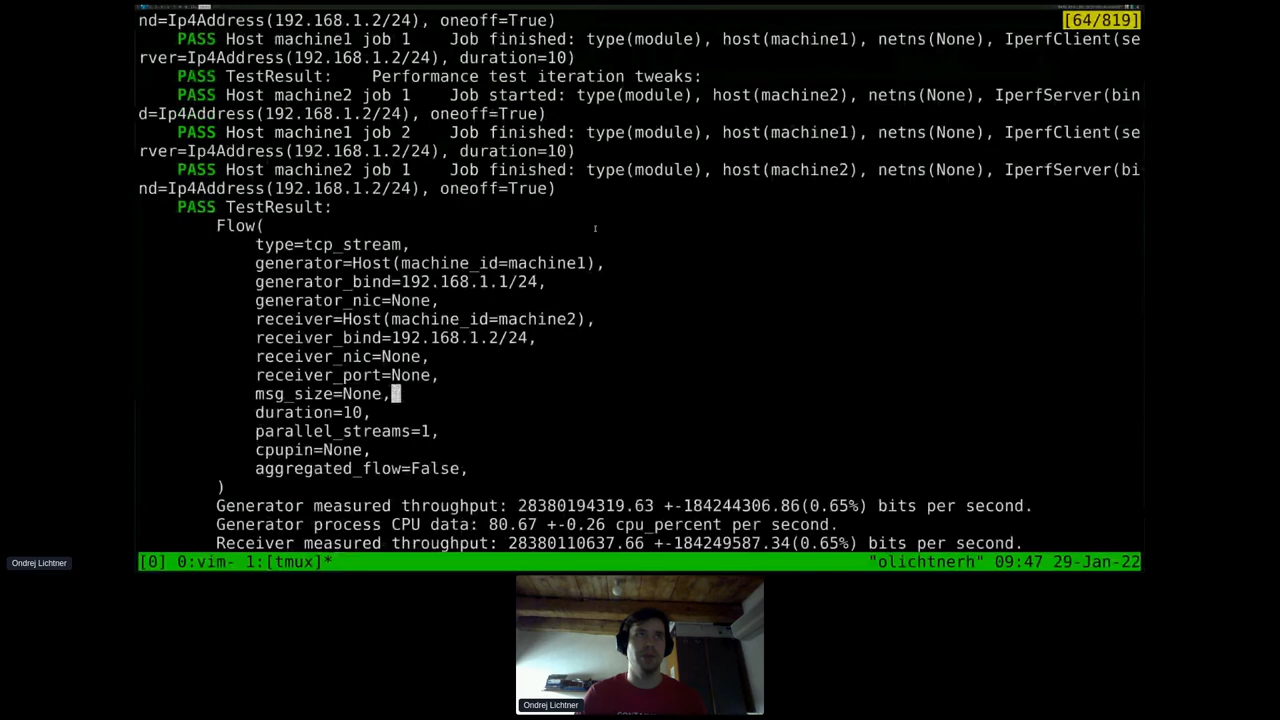 nd=Ip4Address(192.168.1.2/24), oneoff=True)
[64/819]
PASS Host machine1 job 1    Job finished: type(module), host(machine1), netns(None), IperfClient(se
rver=Ip4Address(192.168.1.2/24), duration=10)
PASS TestResult:    Performance test iteration tweaks:
PASS Host machine2 job 1    Job started: type(module), host(machine2), netns(None), IperfServer(bin
d=Ip4Address(192.168.1.2/24), oneoff=True)
PASS Host machine1 job 2    Job finished: type(module), host(machine1), netns(None), IperfClient(se
rver=Ip4Address(192.168.1.2/24), duration=10)
PASS Host machine2 job 1    Job finished: type(module), host(machine2), netns(None), IperfServer(bi
nd=Ip4Address(192.168.1.2/24), oneoff=True)
PASS TestResult:
Flow(
type=tcp_stream,
generator=Host(machine_id=machine1),
generator_bind=192.168.1.1/24,
generator_nic=None,
receiver=Host(machine_id=machine2),
receiver_bind=192.168.1.2/24,
receiver_nic=None,
receiver_port=None,
msg_size=None,
duration=10,
parallel_streams=1,
cpupin=None,
aggregated_flow=False,
)
Generator measured throughput: 28380194319.63 +-184244306.86(0.65%) bits per second.
Generator process CPU data: 80.67 +-0.26 cpu_percent per second.
Receiver measured throughput: 28380110637.66 +-184249587.34(0.65%) bits per second.
[0] 0:vim- 1:[tmux]*
"olichtnerh" 09:47 29-Jan-22
Ondrej Lichtner
Ondrej Lichtner